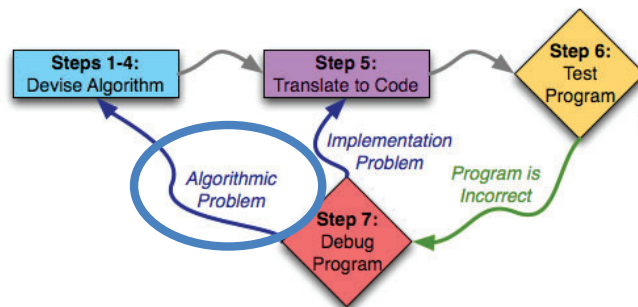 Steps 1-4:
Devise Algorithm
Step 5:
Translate to Code
Step 6:
Test
Program
Algorithmic
Problem
Implementation
Problem
Program is
Incorrect
Step 7:
Debug
Program